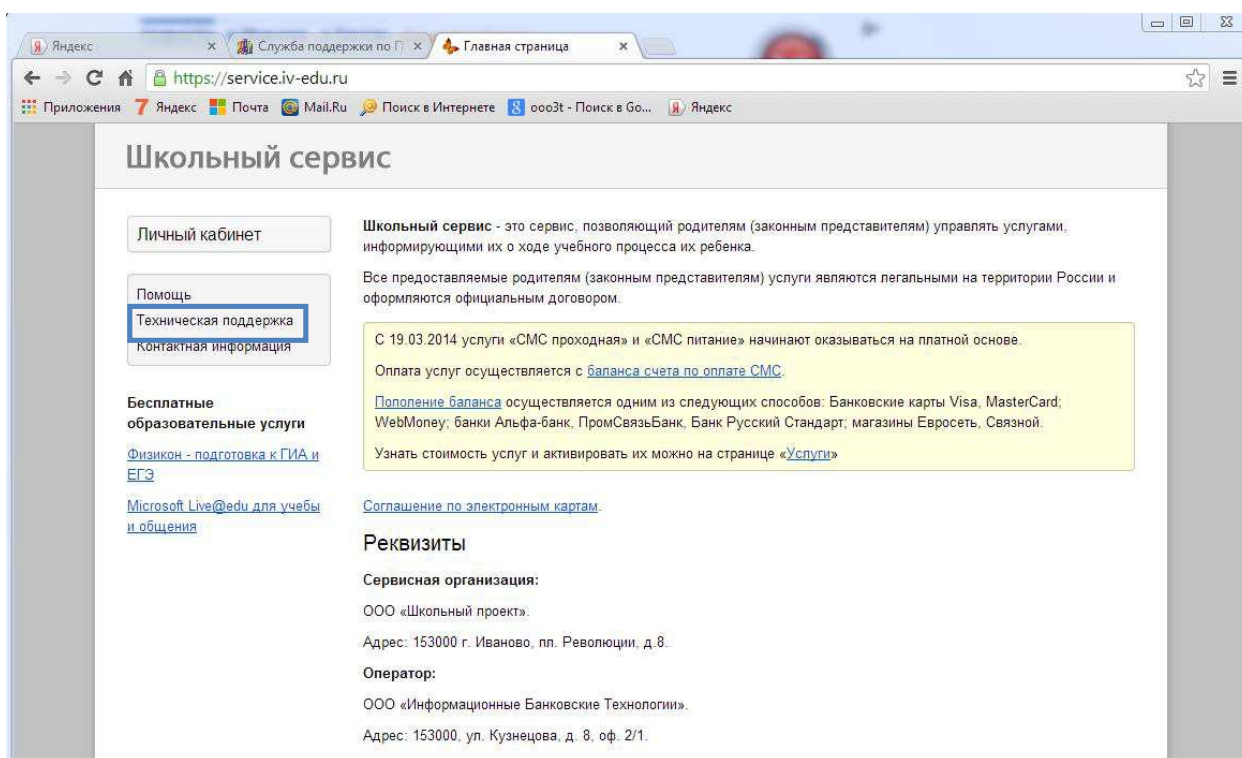 Яндекс
Служба поддержки по П
Главная страница
https://service.iv-edu.ru
Приложения Яндекс Почта Mail.Ru Поиск в Интернете ooo3t - Поиск в Go... Яндекс
Школьный сервис
Личный кабинет
Помощь
Техническая поддержка
Контактная информация
Бесплатные
образовательные услуги
Физикон - подготовка к ГИА и
ЕГЭ
Microsoft Live@edu для учебы
и общения
Школьный сервис - это сервис, позволяющий родителям (законным представителям) управлять услугами,
информирующими их о ходе учебного процесса их ребенка.
Все предоставляемые родителям (законным представителям) услуги являются легальными на территории России и
оформляются официальным договором.
С 19.03.2014 услуги «СМС проходная» и «СМС питание» начинают оказываться на платной основе.
Оплата услуг осуществляется с баланса счета по оплате СМС.
Пополение баланса осуществляется одним из следующих способов: Банковские карты Visa, MasterCard;
WebMoney; банки Альфа-банк, ПромСвязьБанк, Банк Русский Стандарт; магазины Евросеть, Связной.
Узнать стоимость услуг и активировать их можно на странице «Услуги»
Соглашение по электронным картам.
Реквизиты
Сервисная организация:
ООО «Школьный проект».
Адрес: 153000 г. Иваново, пл. Революции, д.8.
Оператор:
ООО «Информационные Банковские Технологии».
Адрес: 153000, ул. Кузнецова, д. 8, оф. 2/1.